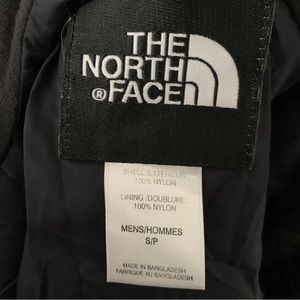 THE
NORTH
® FACE
SHELL/EXTERIEUR
100% NYLON
LINING/DOUBLURE:
100% NYLON
MENS/HOMMES
S/P
MADE IN BANGLADESH
FABRIQUÉ AU BANGLADESH